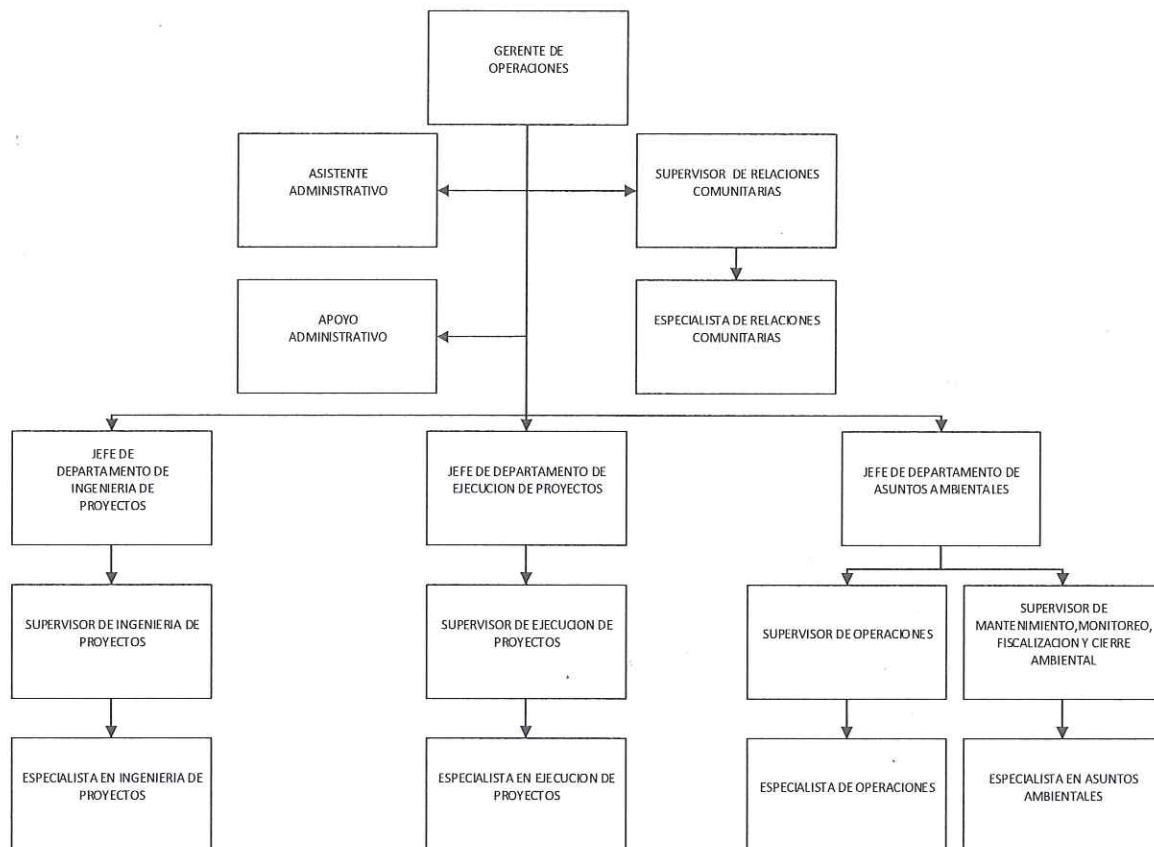 GERENTE DE
OPERACIONES
ASISTENTE
ADMINISTRATIVO
SUPERVISOR DE RELACIONES
COMUNITARIAS
APOYO
ADMINISTRATIVO
ESPECIALISTA DE RELACIONES
COMUNITARIAS
JEFE DE
DEPARTAMENTO DE
INGENIERIA DE
PROYECTOS
JEFE DE DEPARTAMENTO DE
EJECUCION DE PROYECTOS
JEFE DE DEPARTAMENTO DE
ASUNTOS AMBIENTALES
SUPERVISOR DE INGENIERIA DE
PROYECTOS
SUPERVISOR DE EJECUCION DE
PROYECTOS
SUPERVISOR DE OPERACIONES
SUPERVISOR DE
MANTENIMIENTO,MONITOREO,
FISCALIZACION Y CIERRE
AMBIENTAL
ESPECIALISTA EN INGENIERIA DE
PROYECTOS
ESPECIALISTA EN EJECUCION DE
PROYECTOS
ESPECIALISTA DE OPERACIONES
ESPECIALISTA EN ASUNTOS
AMBIENTALES